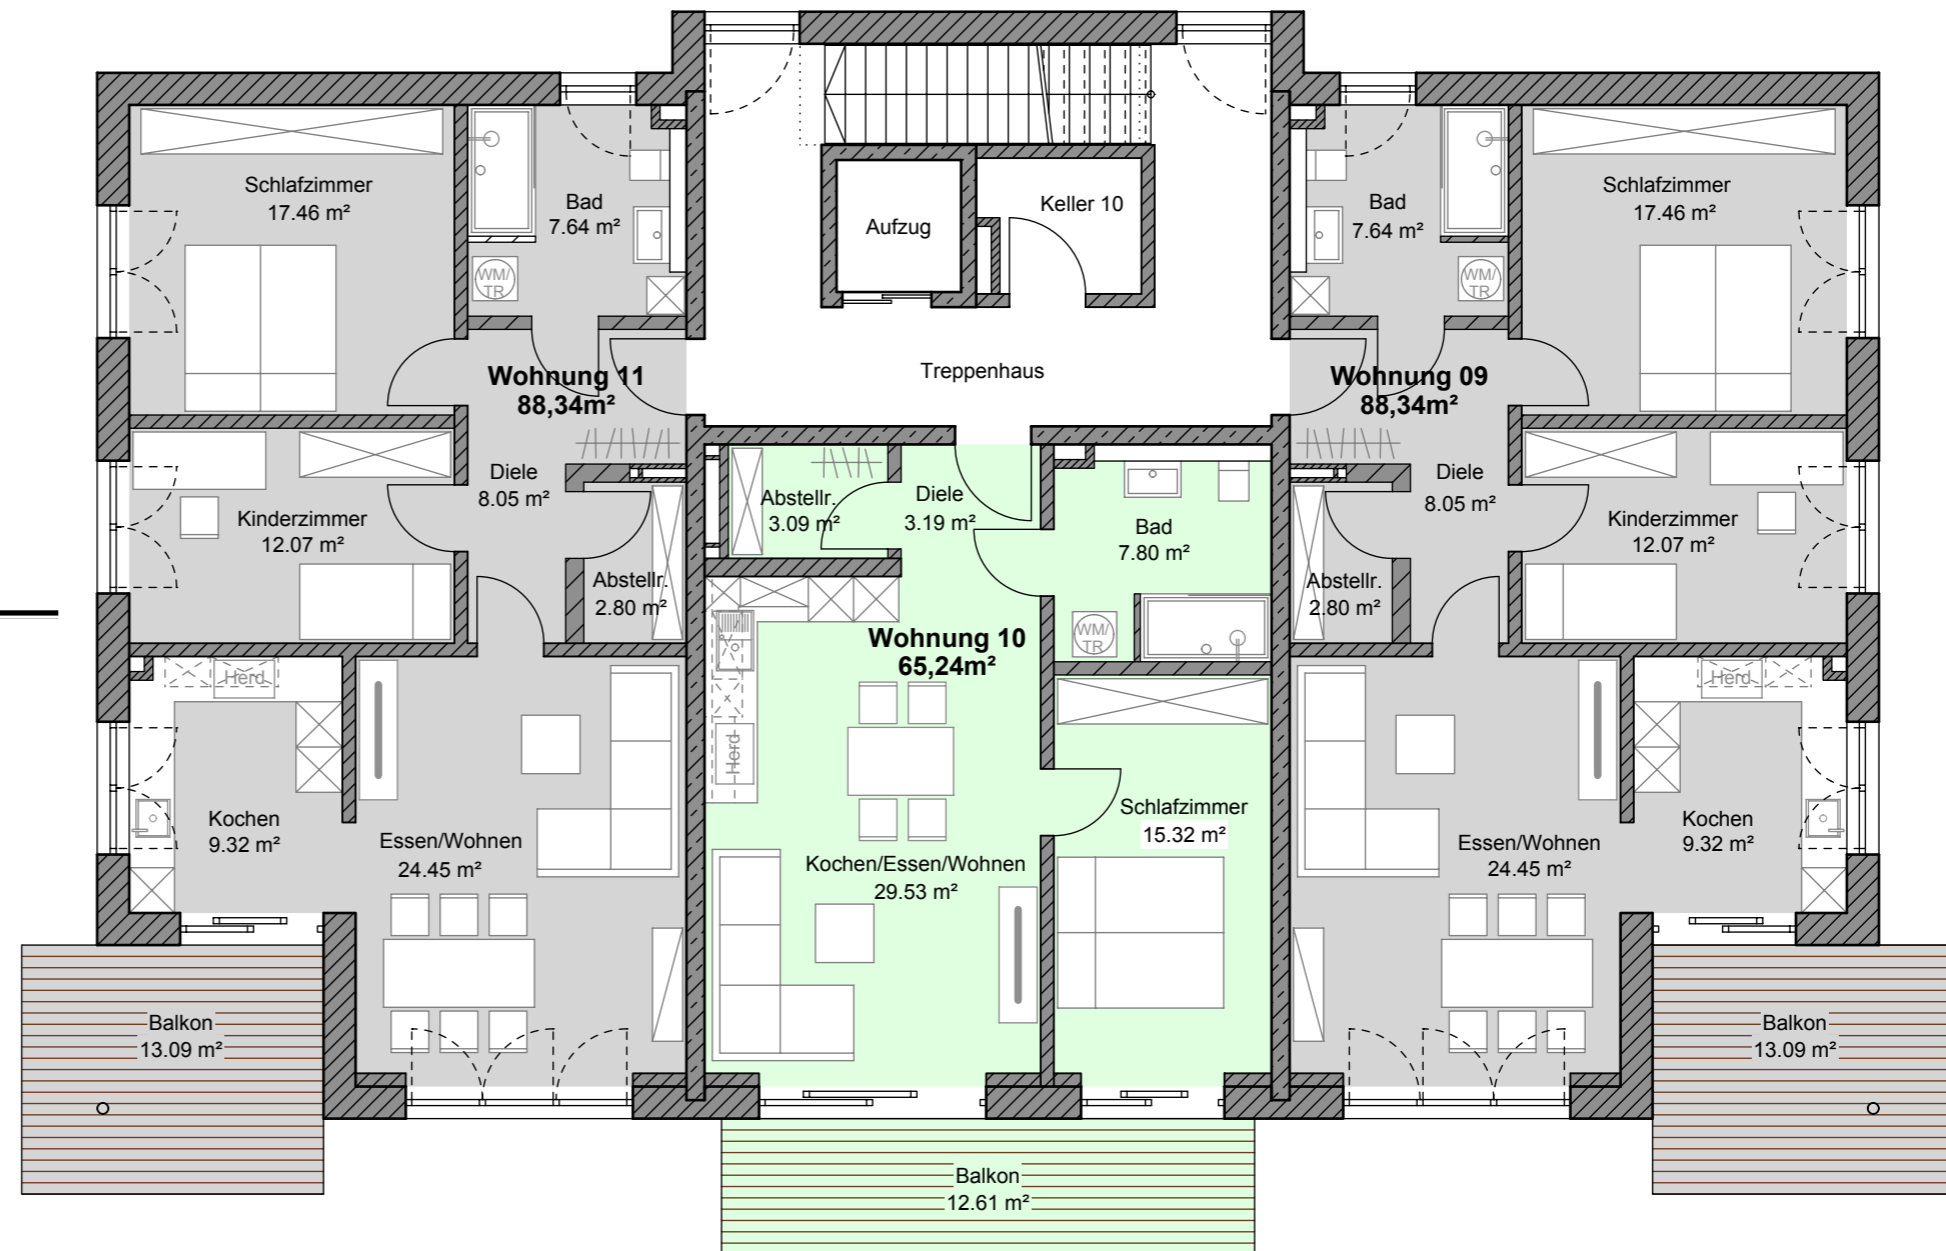 Schlafzimmer
17.46 m²
Bad
7.64 m²
WM/
TR
Aufzug
Keller 10
Bad
7.64 m²
WM/
TR
Schlafzimmer
17.46 m²
Treppenhaus
Wohnung 11
88,34m²
Wohnung 09
88,34m²
Diele
8.05 m²
Kinderzimmer
12.07 m²
Abstellr.
2.80 m²
Abstellr.
3.09 m²
Diele
3.19 m²
Bad
7.80 m²
WM/
TR
Diele
8.05 m²
Kinderzimmer
12.07 m²
Abstellr.
2.80 m²
Wohnung 10
65,24m²
Herd
Herd
Herd
Kochen
9.32 m²
Essen/Wohnen
24.45 m²
Kochen/Essen/Wohnen
29.53 m²
Schlafzimmer
15.32 m²
Essen/Wohnen
24.45 m²
Kochen
9.32 m²
Balkon
13.09 m²
Balkon
13.09 m²
Balkon
12.61 m²